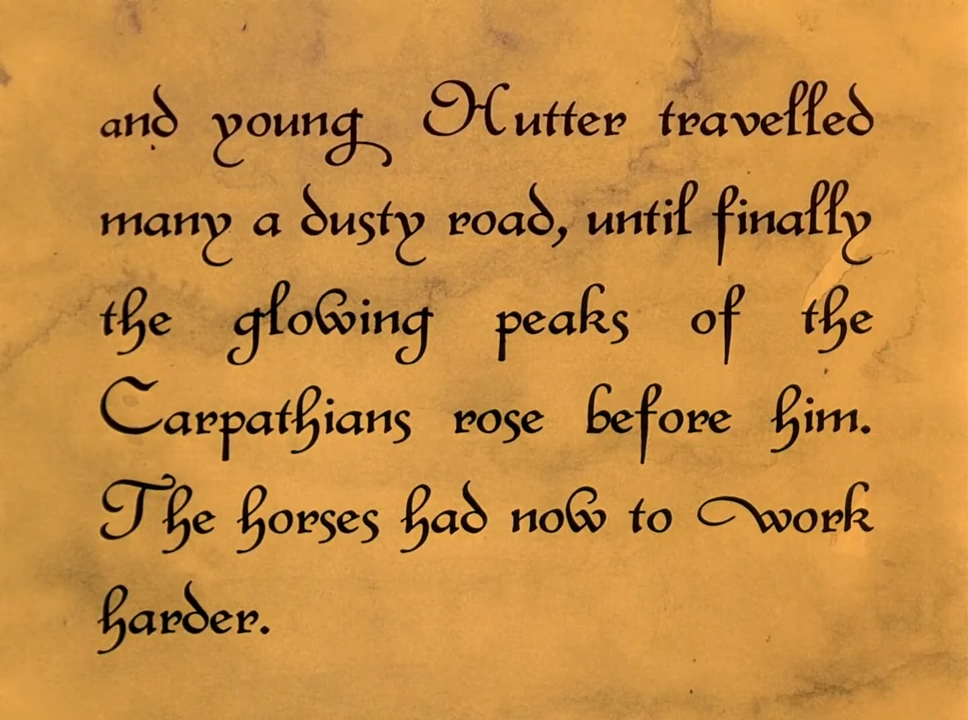 and young Hutter travelled
many a dusty road, until finally
the glowing peaks of the
Carpathians rose before him.
The horses had now to work
harder.